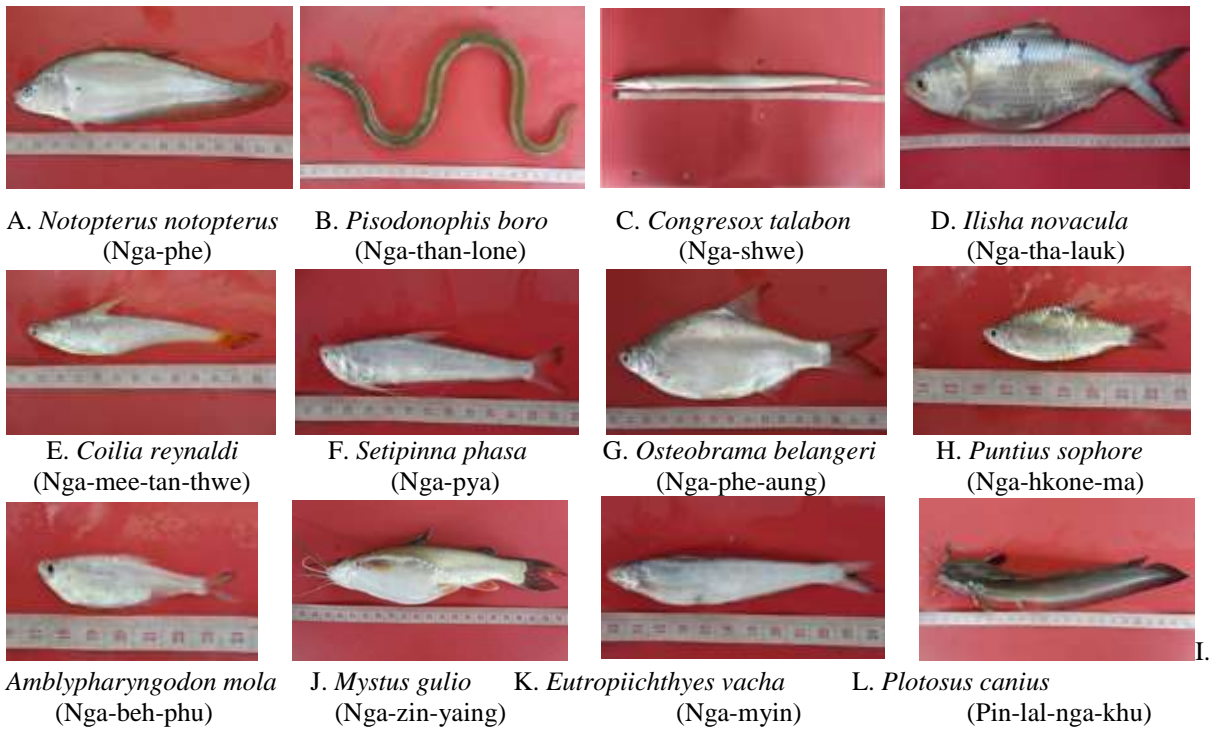 A. Notopterus notopterus B. Pisodonophis boro C. Congresox talabon D. Ilisha novacula
(Nga-phe) (Nga-than-lone) (Nga-shwe) (Nga-tha-lauk)
E. Coilia reynaldi F. Setipinna phasa G. Osteobrama belangeri H. Puntius sophore
(Nga-mee-tan-thwe) (Nga-pya) (Nga-phe-aung) (Nga-hkone-ma)
I.
Amblypharyngodon mola J. Mystus gulio K. Eutropiichthyes vacha L. Plotosus canius
(Nga-beh-phu) (Nga-zin-yaing) (Nga-myin) (Pin-lal-nga-khu)